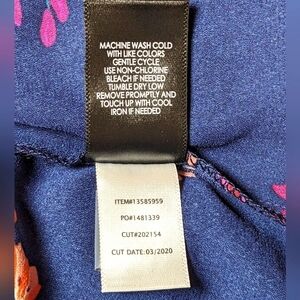 MACHINE WASH COLD
WITH LIKE COLORS
GENTLE CYCLE
USE NON-CHLORINE
BLEACH IF NEEDED
TUMBLE DRY LOW
REMOVE PROMPTLY AND
TOUCH UP WITH COOL
IRON IF NEEDED
ITEM#13585959
PO#1481339
CUT#202154
CUT DATE:03/2020